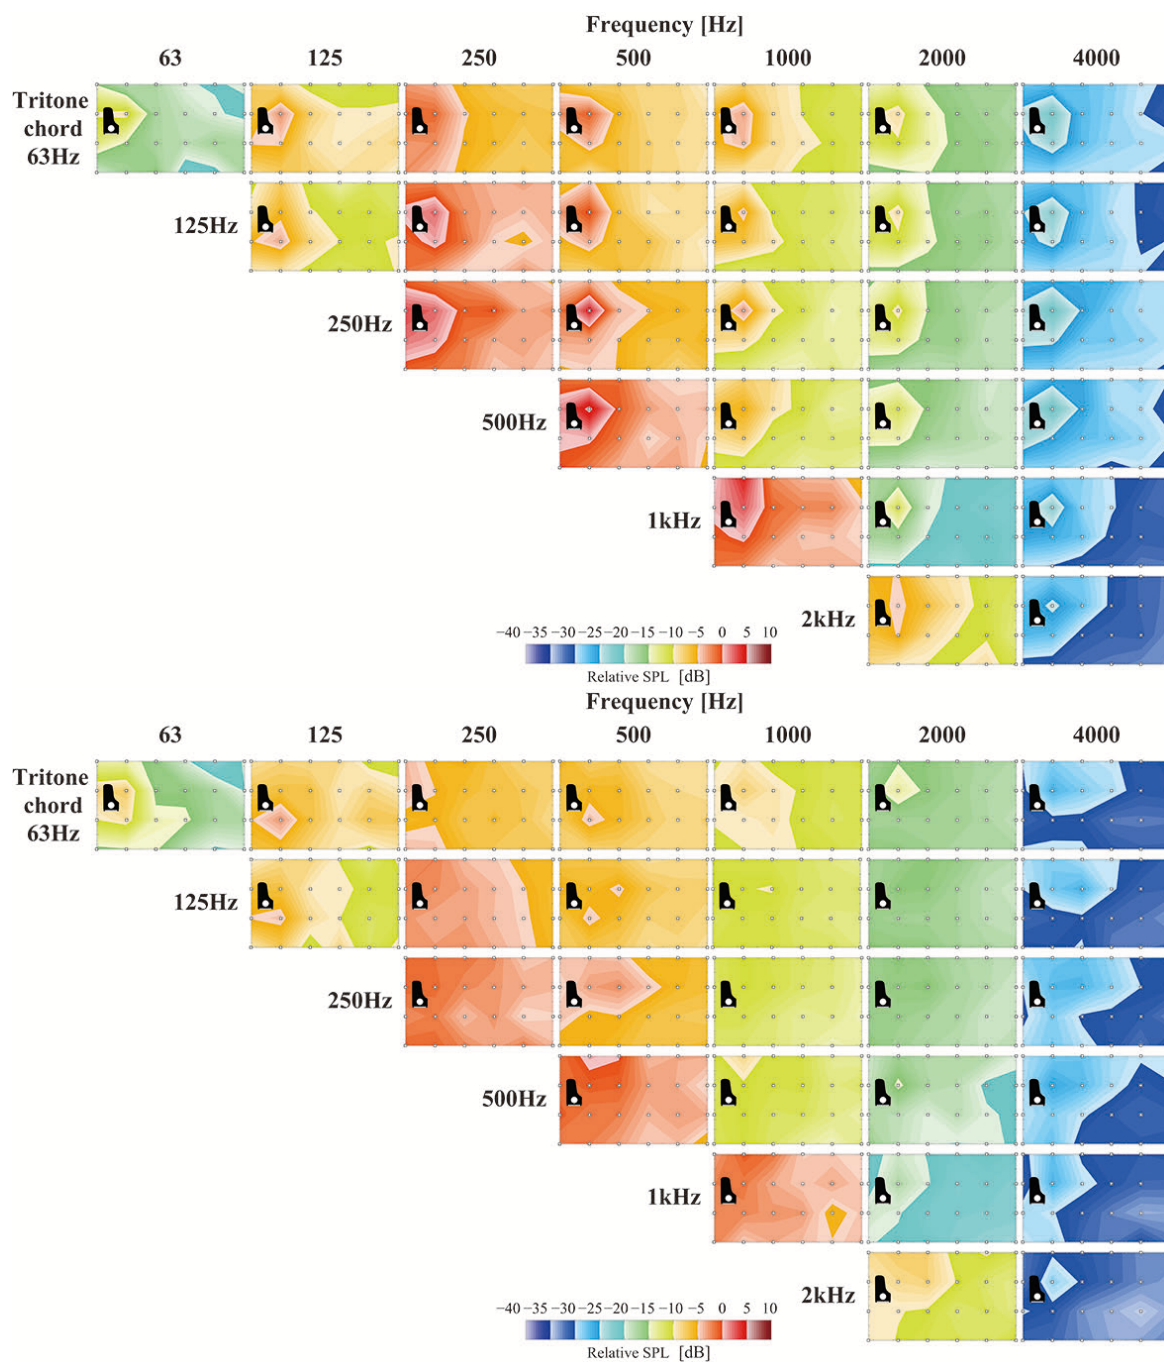 Frequency [Hz]
63 125 250 500 1000 2000 4000
Tritone
chord
63Hz
125Hz
250Hz
500Hz
1kHz
2kHz
−40 −35 −30 −25 −20 −15 −10 −5 0 5 10
Relative SPL [dB]
Frequency [Hz]
63 125 250 500 1000 2000 4000
Tritone
chord
63Hz
125Hz
250Hz
500Hz
1kHz
2kHz
−40 −35 −30 −25 −20 −15 −10 −5 0 5 10
Relative SPL [dB]